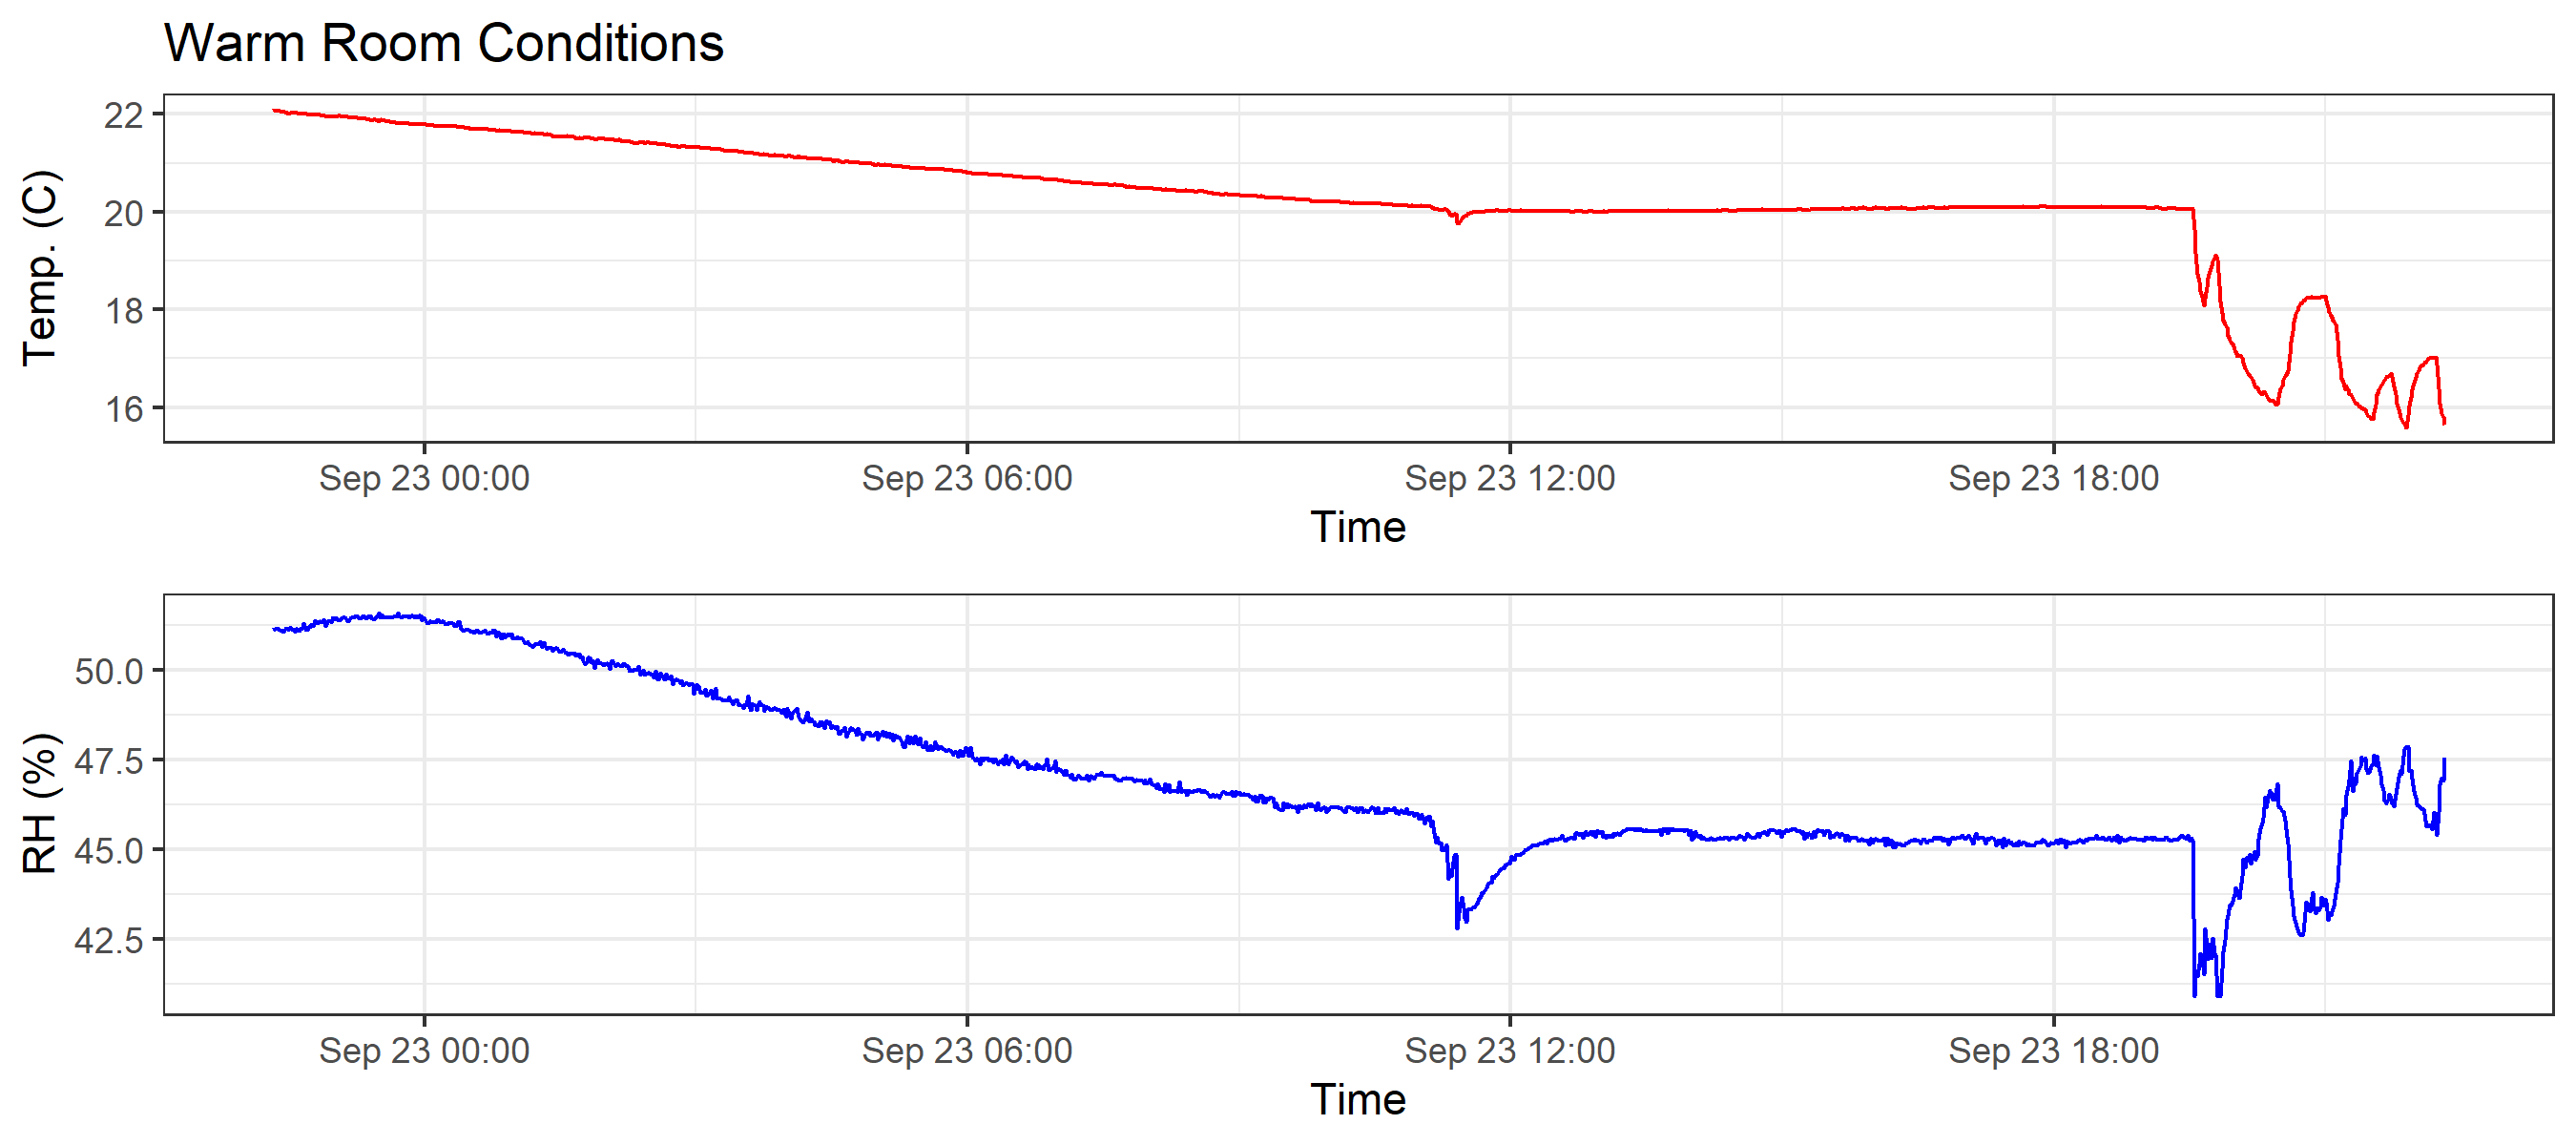 Warm Room Conditions
Temp. (C)
22
20
18
16
Sep 23 00:00 Sep 23 06:00 Sep 23 12:00 Sep 23 18:00
Time
RH (%)
50.0
47.5
45.0
42.5
Sep 23 00:00 Sep 23 06:00 Sep 23 12:00 Sep 23 18:00
Time